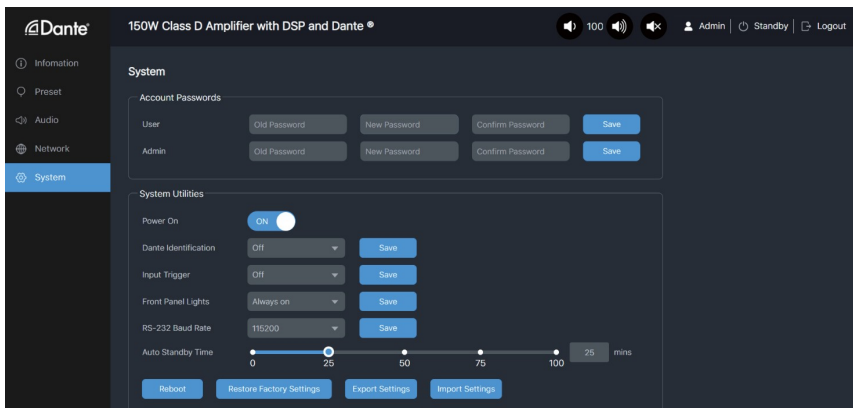 Dante®
150W Class D Amplifier with DSP and Dante ®
100
Admin | Standby | Logout
Infomation
Preset
Audio
Network
System
System
Account Passwords
User Old Password New Password Confirm Password Save
Admin Old Password New Password Confirm Password Save
System Utilities
Power On ON
Dante Identification Off Save
Input Trigger Off Save
Front Panel Lights Always on Save
RS-232 Baud Rate 115200 Save
Auto Standby Time 25 mins
0 25 50 75 100
Reboot Restore Factory Settings Export Settings Import Settings